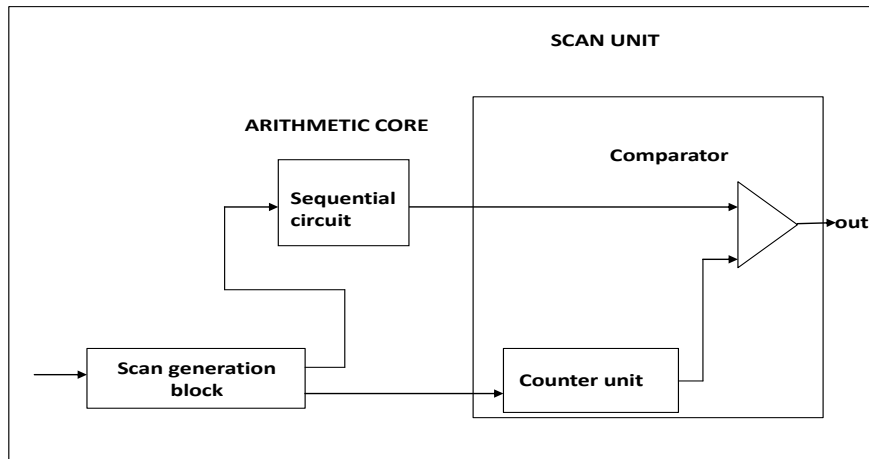 SCAN UNIT
ARITHMETIC CORE
Comparator
Sequential
circuit
out
Scan generation
block
Counter unit